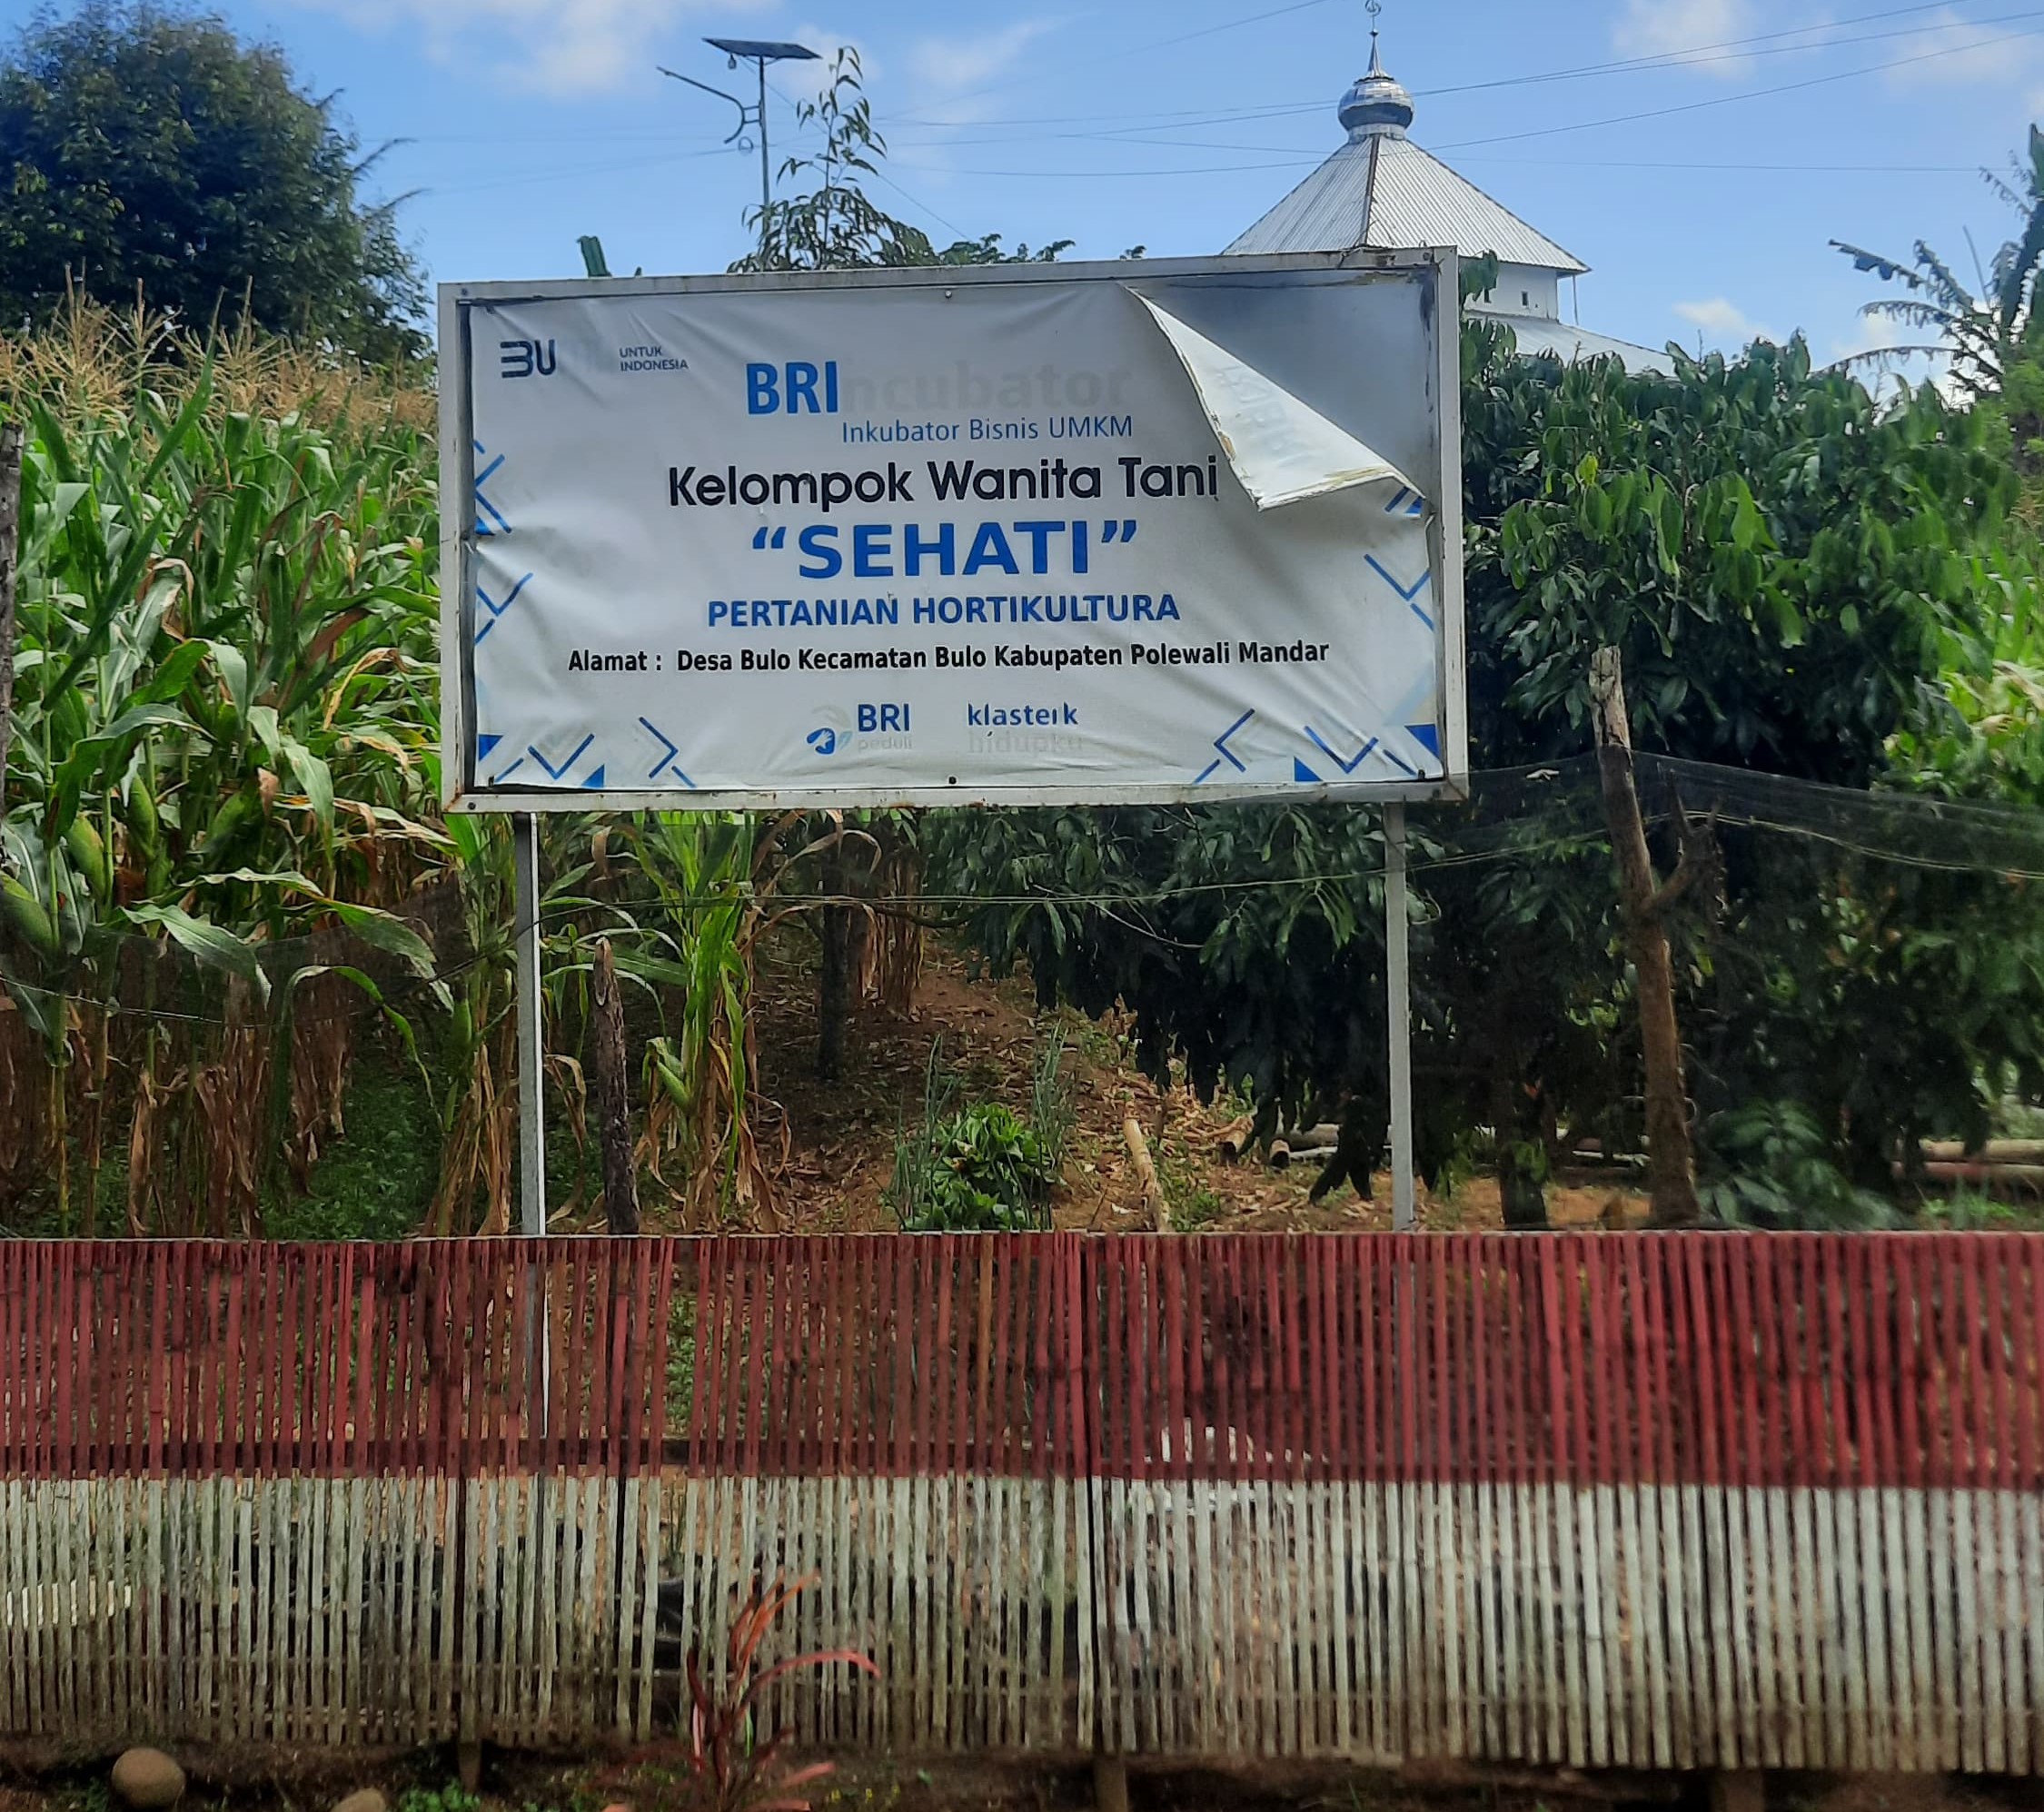 BU
UNTUK
INDONESIA
BRIncubator
Inkubator Bisnis UMKM
Kelompok Wanita Tani
“SEHATI”
PERTANIAN HORTIKULTURA
Alamat : Desa Bulo Kecamatan Bulo Kabupaten Polewali Mandar
BRI
peduli
klasterk
hidupku